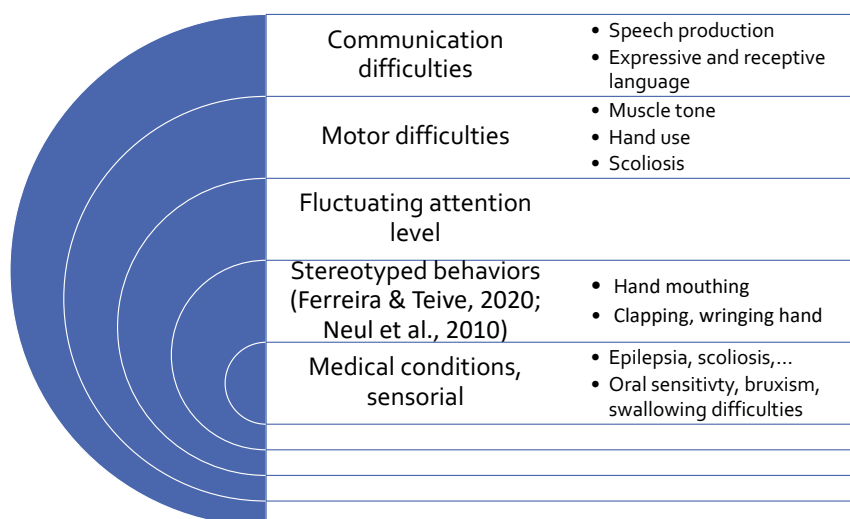 Communication
difficulties
• Speech production
• Expressive and receptive
language
Motor difficulties
• Muscle tone
• Hand use
• Scoliosis
Fluctuating attention
level
Stereotyped behaviors
(Ferreira & Teive, 2020;
Neul et al., 2010)
• Hand mouthing
• Clapping, wringing hand
Medical conditions,
sensorial
• Epilepsia, scoliosis,...
• Oral sensitivty, bruxism,
swallowing difficulties